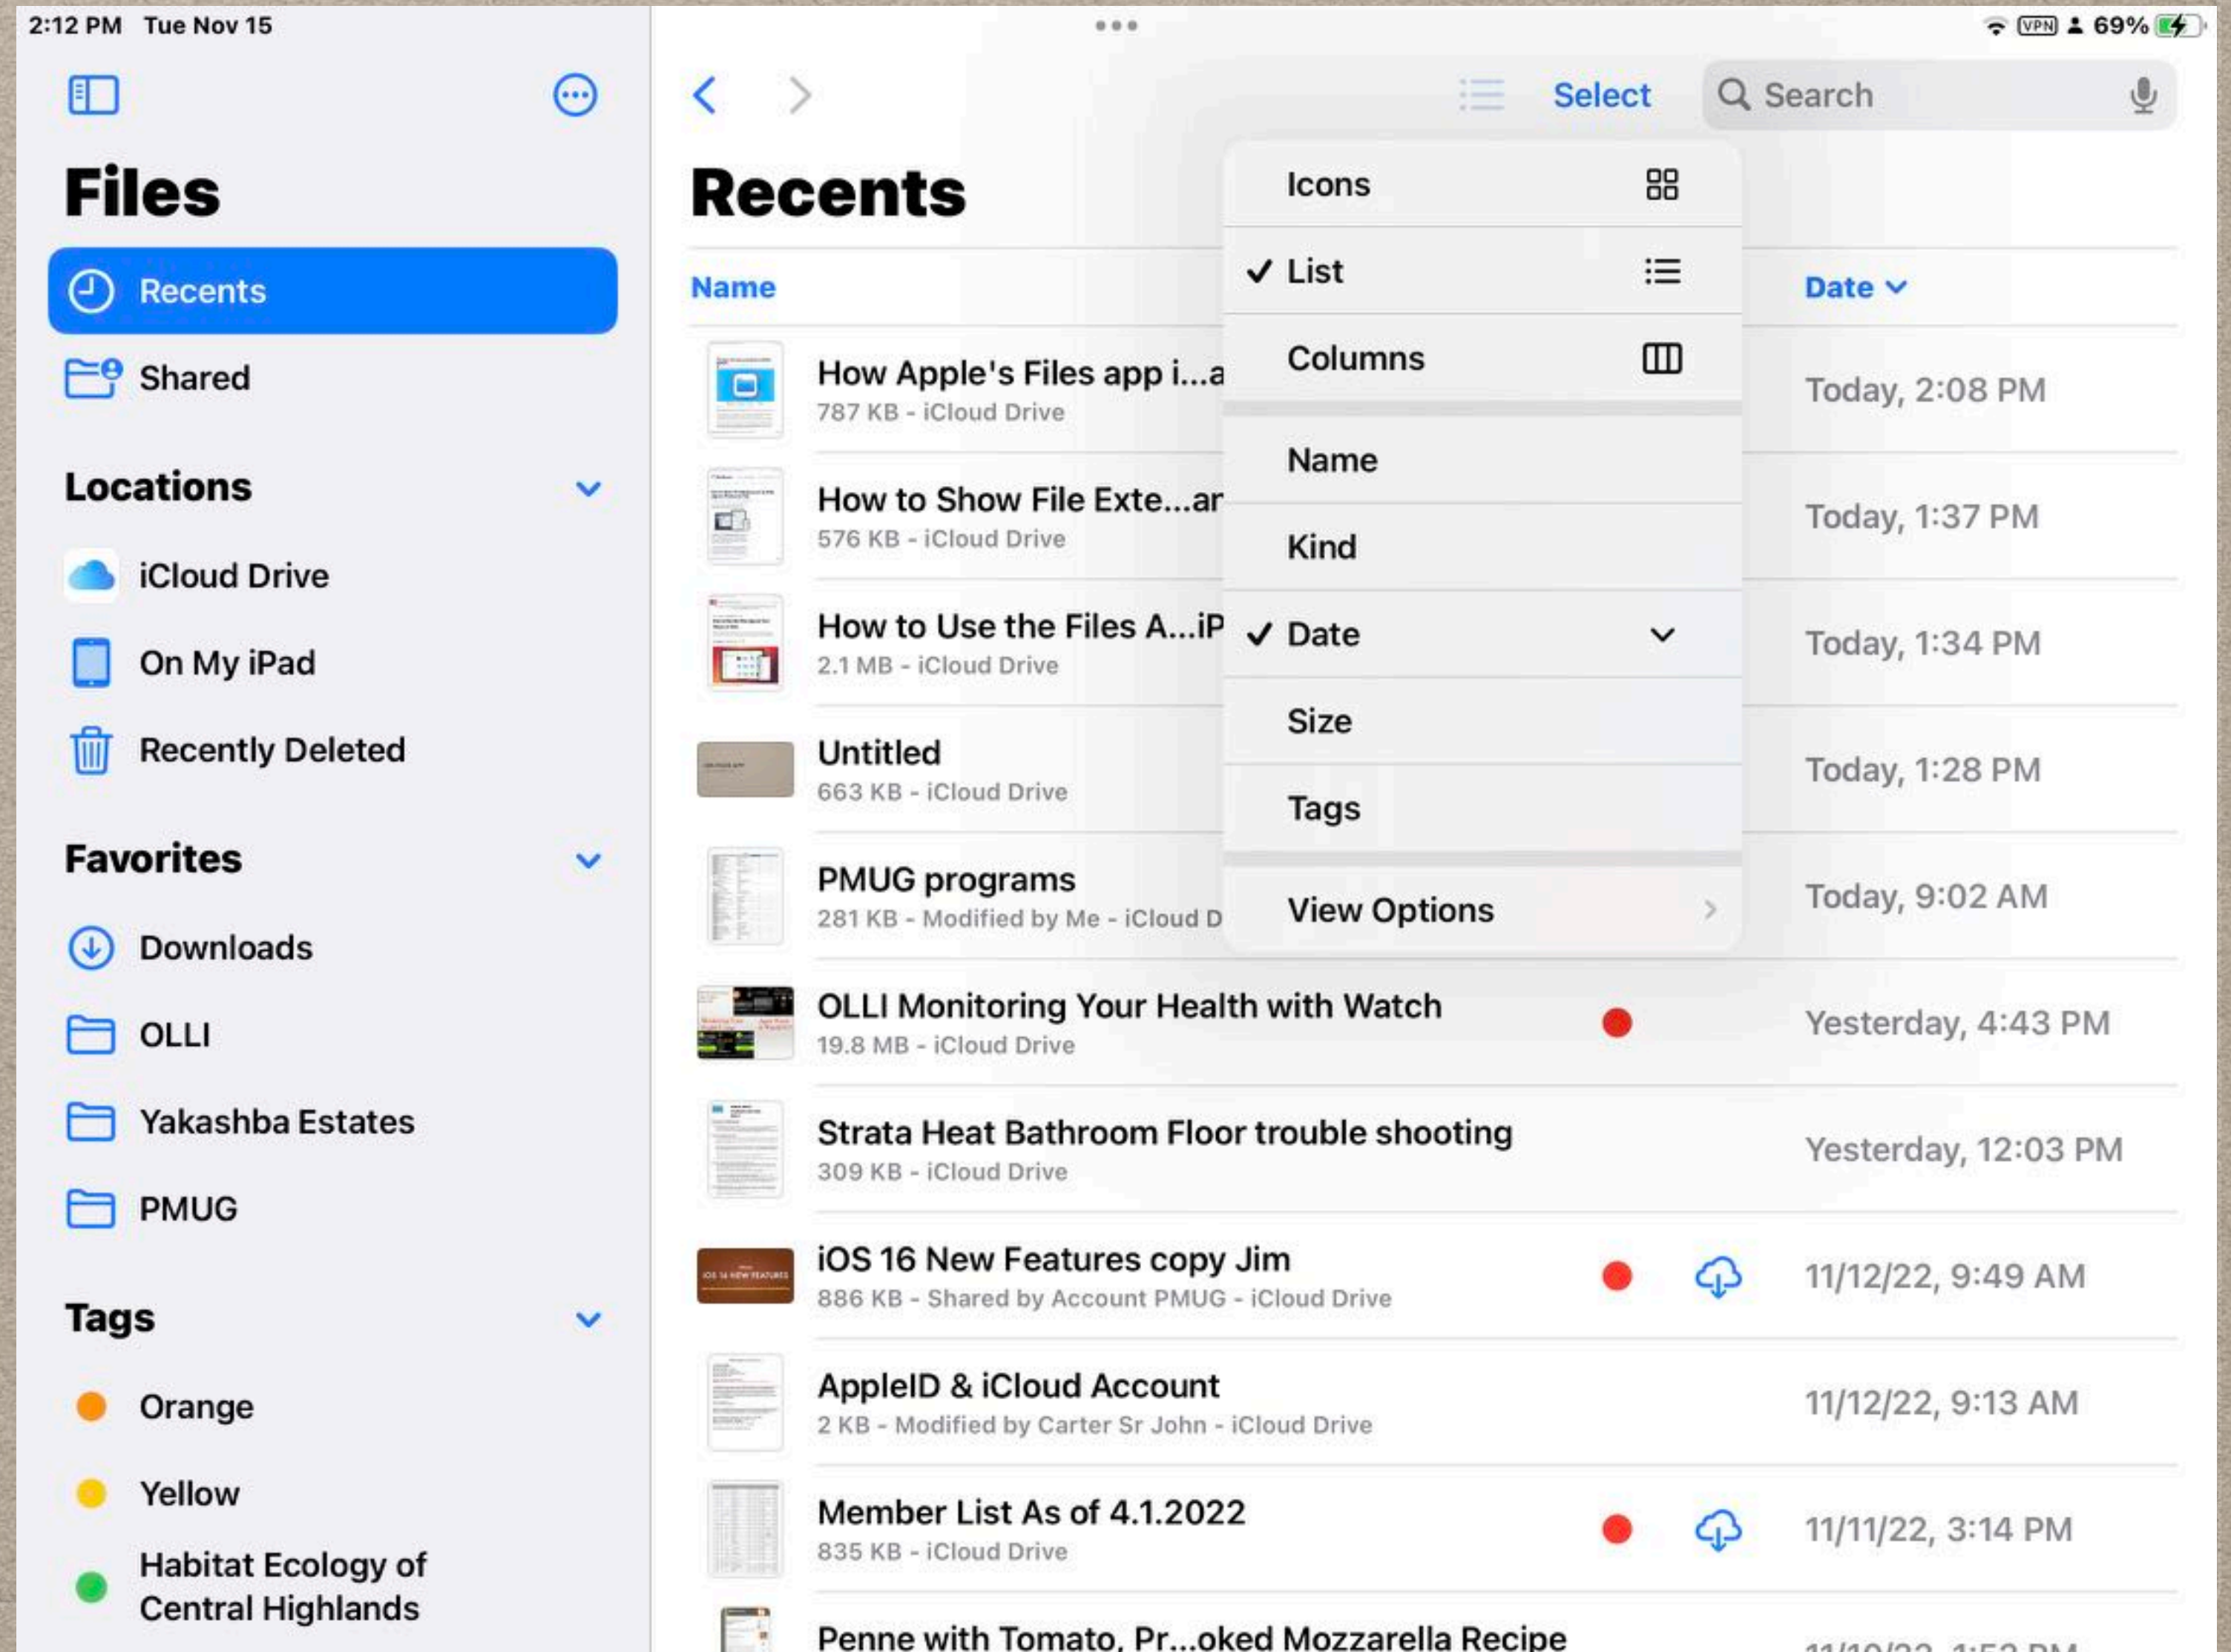 2:12 PM Tue Nov 15
VPN 69%
Files
Recents
Shared
Locations
iCloud Drive
On My iPad
Recently Deleted
Favorites
Downloads
OLLI
Yakashba Estates
PMUG
Tags
Orange
Yellow
Habitat Ecology of
Central Highlands
Select
Search
Recents
Name
Date
How Apple's Files app i...a
787 KB - iCloud Drive
Today, 2:08 PM
How to Show File Exte...ar
576 KB - iCloud Drive
Today, 1:37 PM
How to Use the Files A...iP
2.1 MB - iCloud Drive
Today, 1:34 PM
Untitled
663 KB - iCloud Drive
Today, 1:28 PM
PMUG programs
281 KB - Modified by Me - iCloud D
Today, 9:02 AM
OLLI Monitoring Your Health with Watch
19.8 MB - iCloud Drive
Yesterday, 4:43 PM
Strata Heat Bathroom Floor trouble shooting
309 KB - iCloud Drive
Yesterday, 12:03 PM
iOS 16 NEW FEATURES
iOS 16 New Features copy Jim
886 KB - Shared by Account PMUG - iCloud Drive
11/12/22, 9:49 AM
AppleID & iCloud Account
2 KB - Modified by Carter Sr John - iCloud Drive
11/12/22, 9:13 AM
Member List As of 4.1.2022
835 KB - iCloud Drive
11/11/22, 3:14 PM
Penne with Tomato, Pr...oked Mozzarella Recipe
Icons
List
Columns
Name
Kind
Date
Size
Tags
View Options